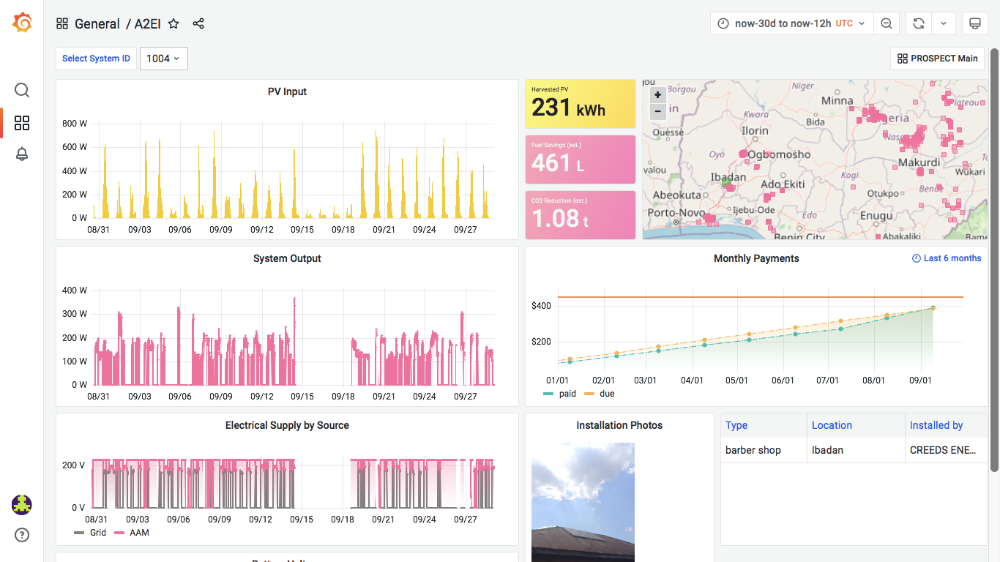 General / A2EI
now-30d to now-12h UTC
Select System ID 1004
PROSPECT Main
PV Input
800 W
600 W
400 W
200 W
0 W
08/31 09/03 09/06 09/09 09/12 09/15 09/18 09/21 09/24 09/27
Harvested PV
231 kWh
Fuel Savings (est.)
461 L
CO2 Reduction (est.)
1.08 t
+
−
Borgou
Niger
Minna
Plateau
Kwara
Bida
Ouèssè
Ilorin
Oyo
Ogbomosho
Makurdi
Ibadan
Ado Ekiti
Kogi
Wukari
Abeokuta
Otukpo
Benue
Porto-Novo
Ijebu-Ode
Edo
Enugu
Benin City
Abakaliki
System Output
400 W
300 W
200 W
100 W
0 W
08/31 09/03 09/06 09/09 09/12 09/15 09/18 09/21 09/24 09/27
Monthly Payments
Last 6 months
$400
$200
01/01 02/01 03/01 04/01 05/01 06/01 07/01 08/01 09/01
paid due
Electrical Supply by Source
200 V
0 V
08/31 09/03 09/06 09/09 09/12 09/15 09/18 09/21 09/24 09/27
Grid AAM
Installation Photos
Type Location Installed by
barber shop Ibadan CREEDS ENE…